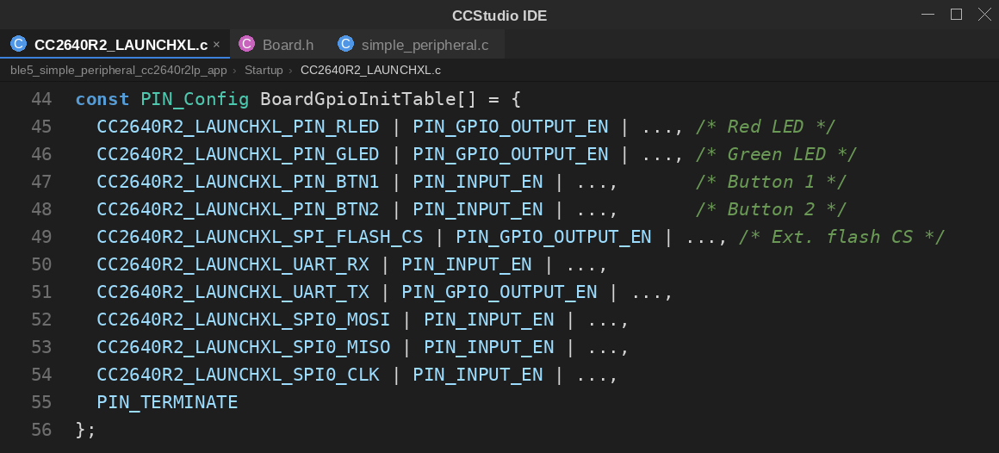 CCStudio IDE
C CC2640R2_LAUNCHXL.c × C Board.h C simple_peripheral.c
ble5_simple_peripheral_cc2640r2lp_app › Startup › CC2640R2_LAUNCHXL.c
44 const PIN_Config BoardGpioInitTable[] = {
45   CC2640R2_LAUNCHXL_PIN_RLED | PIN_GPIO_OUTPUT_EN | ..., /* Red LED */
46   CC2640R2_LAUNCHXL_PIN_GLED | PIN_GPIO_OUTPUT_EN | ..., /* Green LED */
47   CC2640R2_LAUNCHXL_PIN_BTN1 | PIN_INPUT_EN | ...,       /* Button 1 */
48   CC2640R2_LAUNCHXL_PIN_BTN2 | PIN_INPUT_EN | ...,       /* Button 2 */
49   CC2640R2_LAUNCHXL_SPI_FLASH_CS | PIN_GPIO_OUTPUT_EN | ..., /* Ext. flash CS */
50   CC2640R2_LAUNCHXL_UART_RX | PIN_INPUT_EN | ...,
51   CC2640R2_LAUNCHXL_UART_TX | PIN_GPIO_OUTPUT_EN | ...,
52   CC2640R2_LAUNCHXL_SPI0_MOSI | PIN_INPUT_EN | ...,
53   CC2640R2_LAUNCHXL_SPI0_MISO | PIN_INPUT_EN | ...,
54   CC2640R2_LAUNCHXL_SPI0_CLK | PIN_INPUT_EN | ...,
55   PIN_TERMINATE
56 };